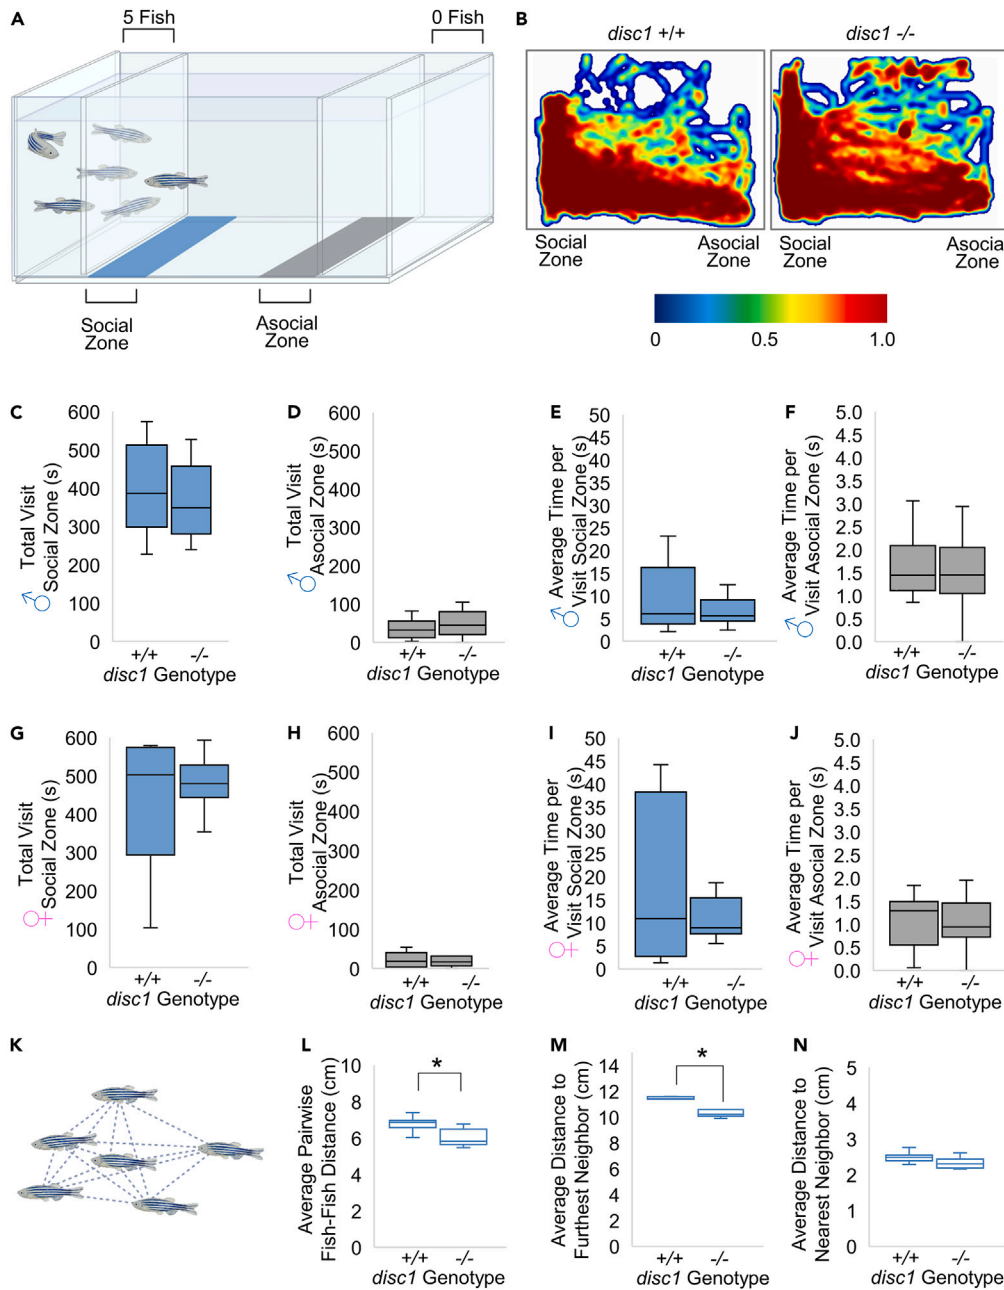 A
5 Fish
0 Fish
Social
Zone
Asocial
Zone
B
disc1 +/+
disc1 -/-
Social
Zone
Asocial
Zone
Social
Zone
Asocial
Zone
0
0.5
1.0
C
Total Visit
Social Zone (s)
600
500
400
300
200
100
0
+/+
-/-
disc1 Genotype
D
Total Visit
Asocial Zone (s)
600
500
400
300
200
100
0
+/+
-/-
disc1 Genotype
E
Average Time per
Visit Social Zone (s)
50
45
40
35
30
25
20
15
10
5
0
+/+
-/-
disc1 Genotype
F
Average Time per
Visit Asocial Zone (s)
5.0
4.5
4.0
3.5
3.0
2.5
2.0
1.5
1.0
0.5
0.0
+/+
-/-
disc1 Genotype
G
Total Visit
Social Zone (s)
600
500
400
300
200
100
0
+/+
-/-
disc1 Genotype
H
Total Visit
Asocial Zone (s)
600
500
400
300
200
100
0
+/+
-/-
disc1 Genotype
I
Average Time per
Visit Social Zone (s)
50
45
40
35
30
25
20
15
10
5
0
+/+
-/-
disc1 Genotype
J
Average Time per
Visit Asocial Zone (s)
5.0
4.5
4.0
3.5
3.0
2.5
2.0
1.5
1.0
0.5
0.0
+/+
-/-
disc1 Genotype
K
L
Average Pairwise
Fish-Fish Distance (cm)
10
8
6
4
2
0
*
+/+
-/-
disc1 Genotype
M
Average Distance to
Furthest Neighbor (cm)
14
12
10
8
6
4
2
0
*
+/+
-/-
disc1 Genotype
N
Average Distance to
Nearest Neighbor (cm)
5
4
3
2
1
0
+/+
-/-
disc1 Genotype